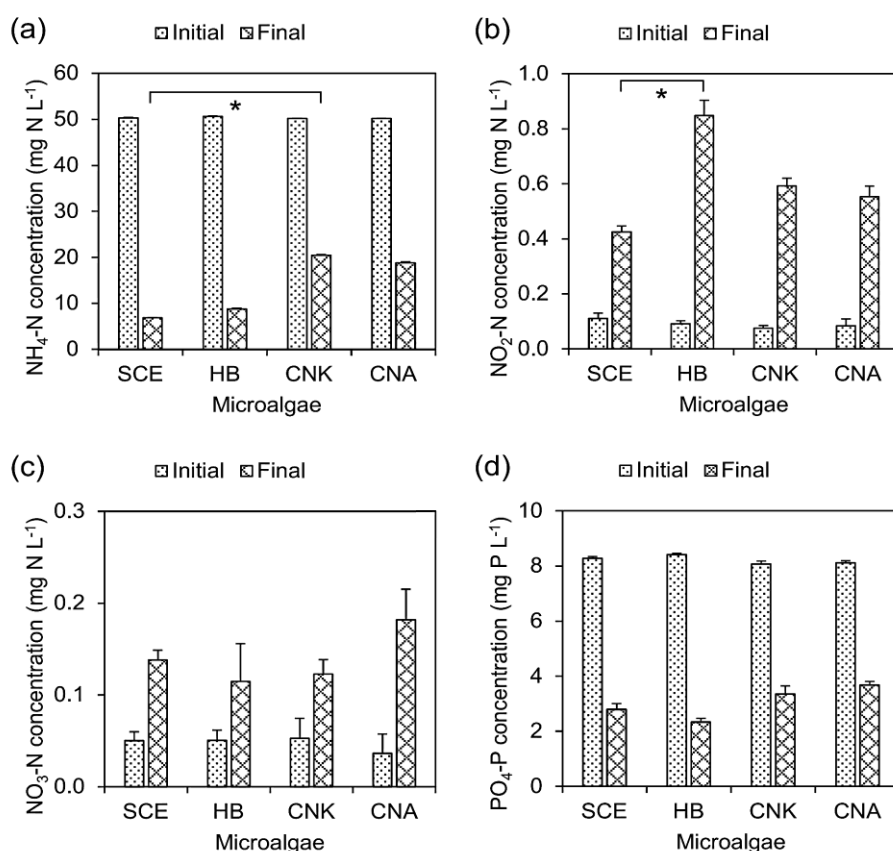 (a)
Initial Final
NH₄-N concentration (mg N L⁻¹)
60
50
40
30
20
10
0
*
SCE HB CNK CNA
Microalgae
(b)
Initial Final
NO₂-N concentration (mg N L⁻¹)
1.0
0.8
0.6
0.4
0.2
0.0
*
SCE HB CNK CNA
Microalgae
(c)
Initial Final
NO₃-N concentration (mg N L⁻¹)
0.3
0.2
0.1
0.0
SCE HB CNK CNA
Microalgae
(d)
Initial Final
PO₄-P concentration (mg P L⁻¹)
10
8
6
4
2
0
SCE HB CNK CNA
Microalgae